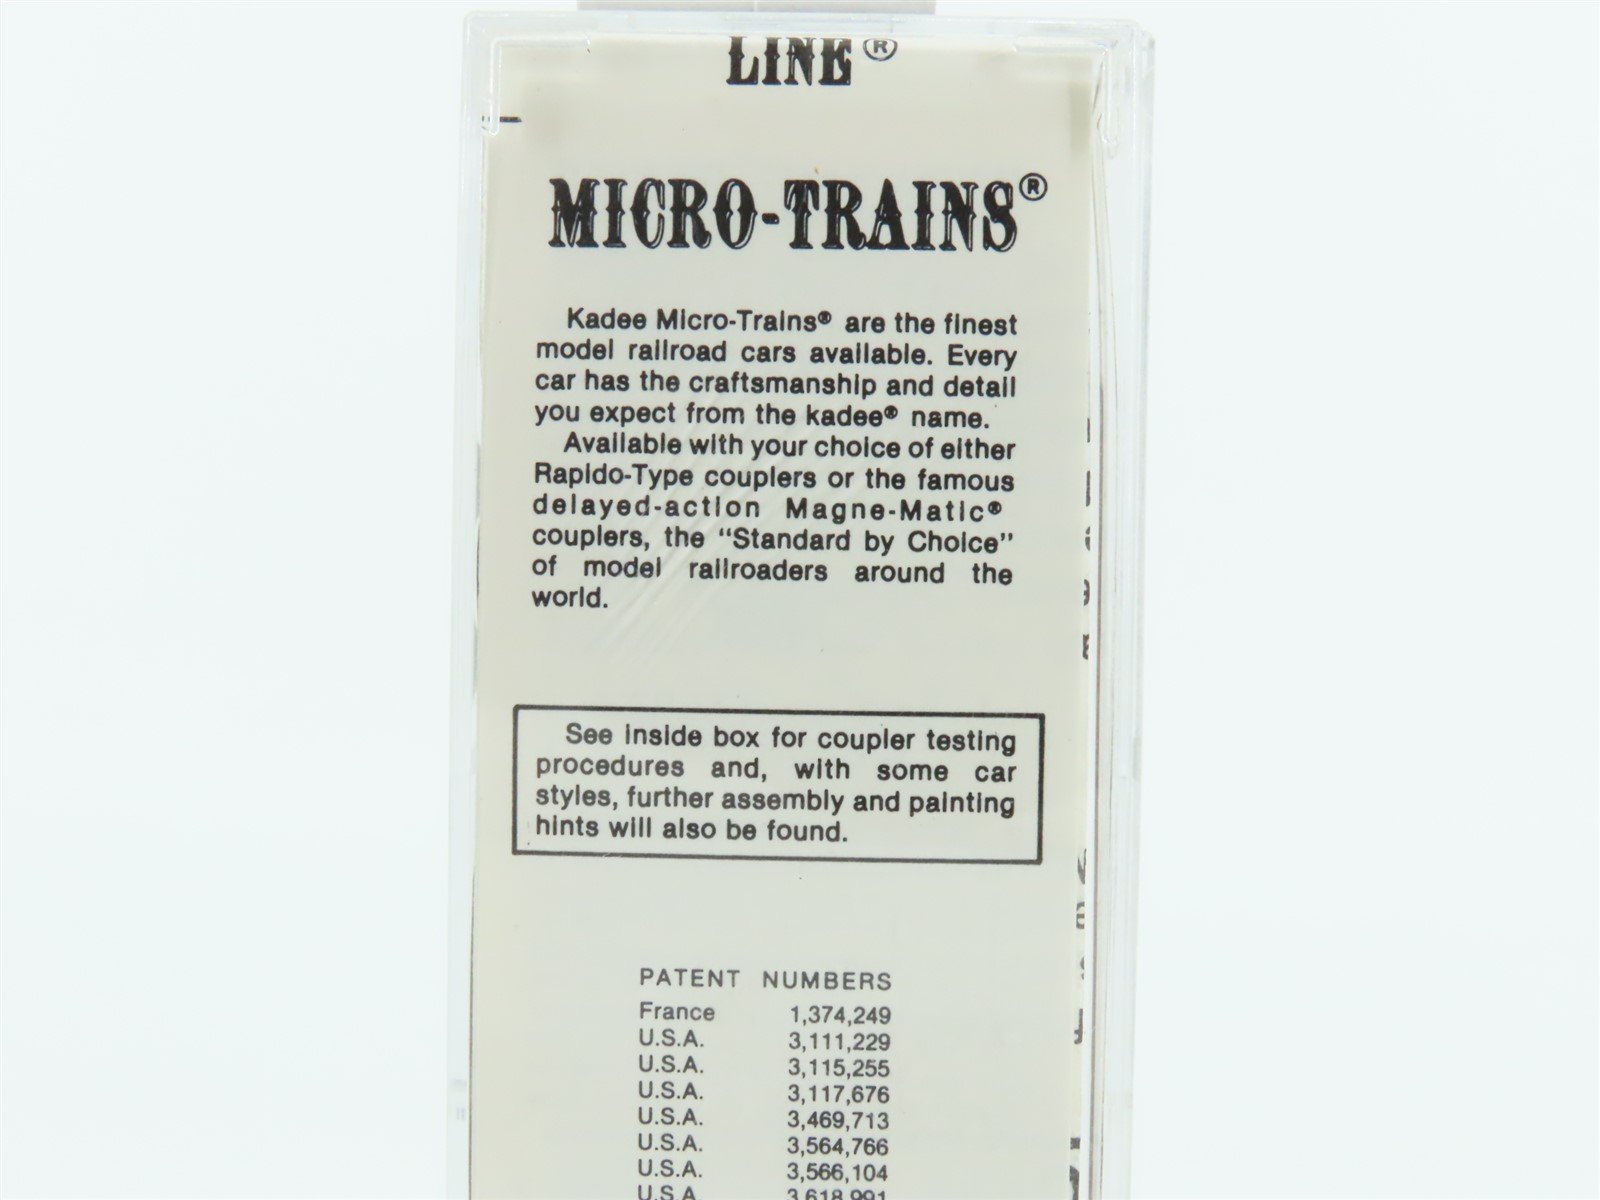 LINE®
MICRO-TRAINS®
Kadee Micro-Trains® are the finest
model railroad cars available. Every
car has the craftsmanship and detail
you expect from the kadee® name.
Available with your choice of either
Rapido-Type couplers or the famous
delayed-action Magne-Matic®
couplers, the "Standard by Choice"
of model railroaders around the
world.
See inside box for coupler testing
procedures and, with some car
styles, further assembly and painting
hints will also be found.
PATENT NUMBERS
France 1,374,249
U.S.A. 3,111,229
U.S.A. 3,115,255
U.S.A. 3,117,676
U.S.A. 3,469,713
U.S.A. 3,564,766
U.S.A. 3,566,104
U.S.A. 3,618,991